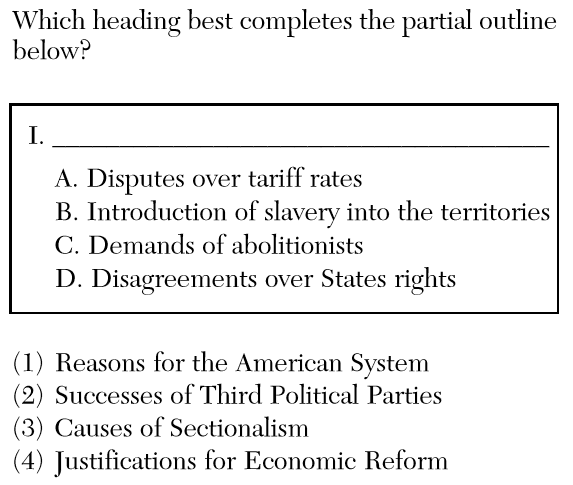 Which heading best completes the partial outline
below?
I. ______________________________
A. Disputes over tariff rates
B. Introduction of slavery into the territories
C. Demands of abolitionists
D. Disagreements over States rights
(1) Reasons for the American System
(2) Successes of Third Political Parties
(3) Causes of Sectionalism
(4) Justifications for Economic Reform